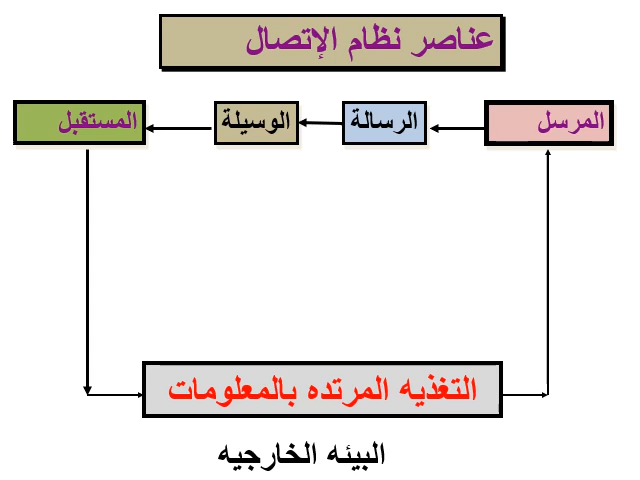 عناصر نظام الإتصال
المرسل
الرسالة
الوسيلة
المستقبل
التغذيه المرتده بالمعلومات
البيئه الخارجيه